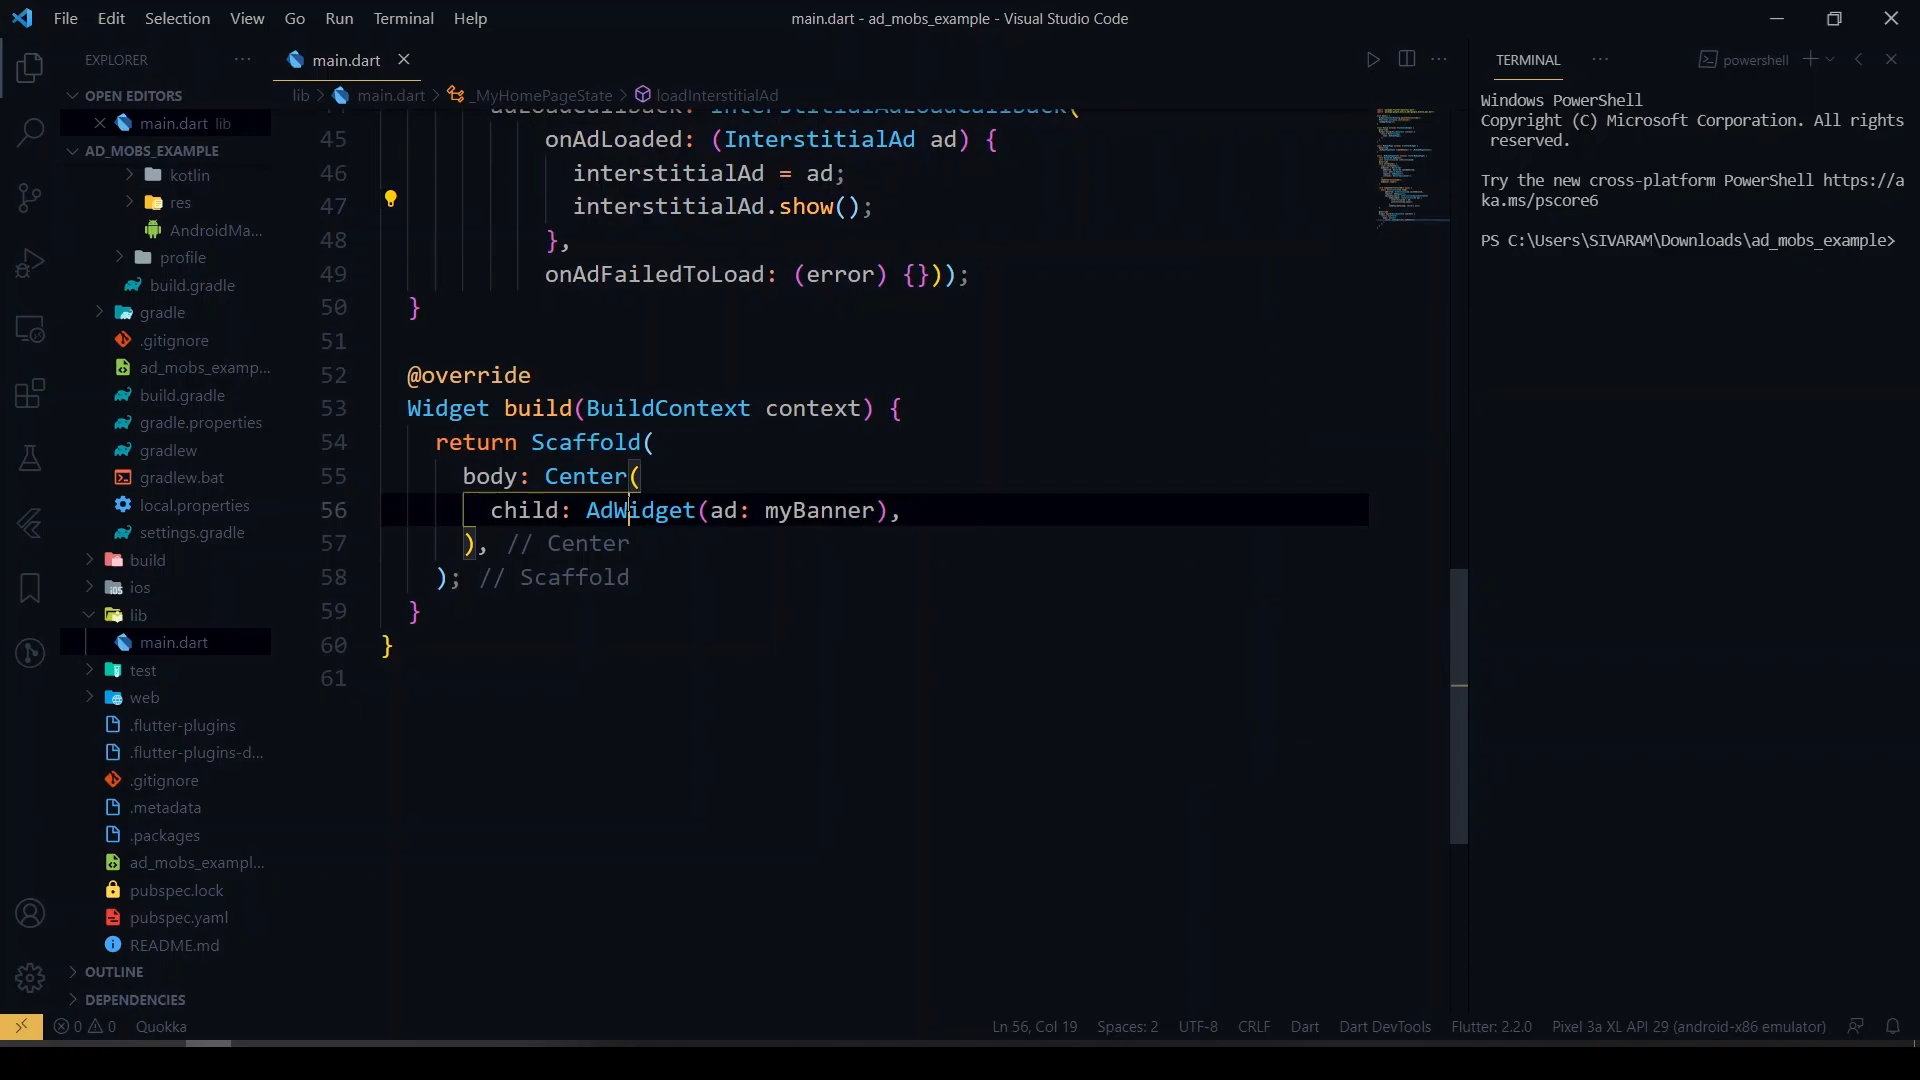 File Edit Selection View Go Run Terminal Help
main.dart - ad_mobs_example - Visual Studio Code
EXPLORER
OPEN EDITORS
main.dart lib
AD_MOBS_EXAMPLE
kotlin
res
AndroidMa...
profile
build.gradle
gradle
.gitignore
ad_mobs_examp...
build.gradle
gradle.properties
gradlew
gradlew.bat
local.properties
settings.gradle
build
ios
lib
main.dart
test
web
.flutter-plugins
.flutter-plugins-d...
.gitignore
.metadata
.packages
ad_mobs_exampl...
pubspec.lock
pubspec.yaml
README.md
OUTLINE
DEPENDENCIES
main.dart
lib > main.dart > _MyHomePageState > loadInterstitialAd
44 adLoadCallback: InterstitialAdLoadCallback(
45 onAdLoaded: (InterstitialAd ad) {
46 interstitialAd = ad;
47 interstitialAd.show();
48 },
49 onAdFailedToLoad: (error) {}));
50 }
51
52 @override
53 Widget build(BuildContext context) {
54 return Scaffold(
55 body: Center(
56 child: AdWidget(ad: myBanner),
57 ), // Center
58 ); // Scaffold
59 }
60 }
61
TERMINAL
powershell
Windows PowerShell
Copyright (C) Microsoft Corporation. All rights
reserved.
Try the new cross-platform PowerShell https://a
ka.ms/pscore6
PS C:\Users\SIVARAM\Downloads\ad_mobs_example>
0 0 Quokka
Ln 56, Col 19 Spaces: 2 UTF-8 CRLF Dart Dart DevTools Flutter: 2.2.0 Pixel 3a XL API 29 (android-x86 emulator)